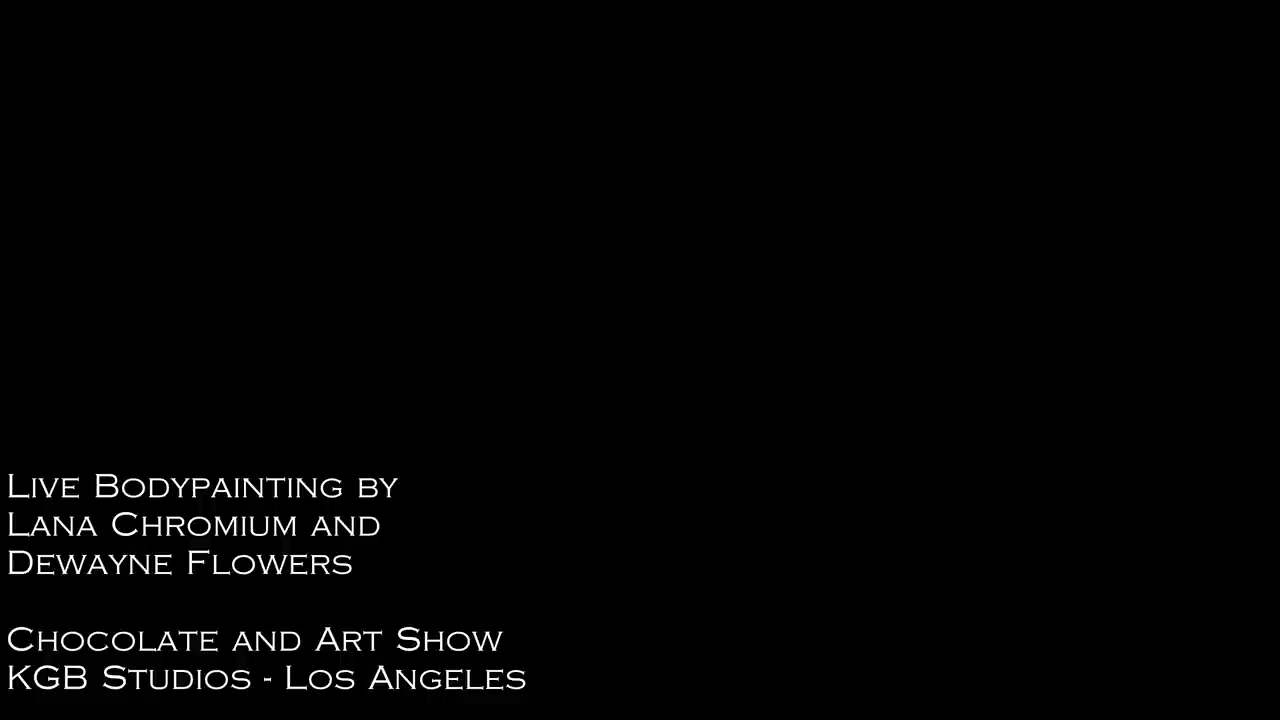 Live Bodypainting by
Lana Chromium and
Dewayne Flowers
Chocolate and Art Show
KGB Studios - Los Angeles